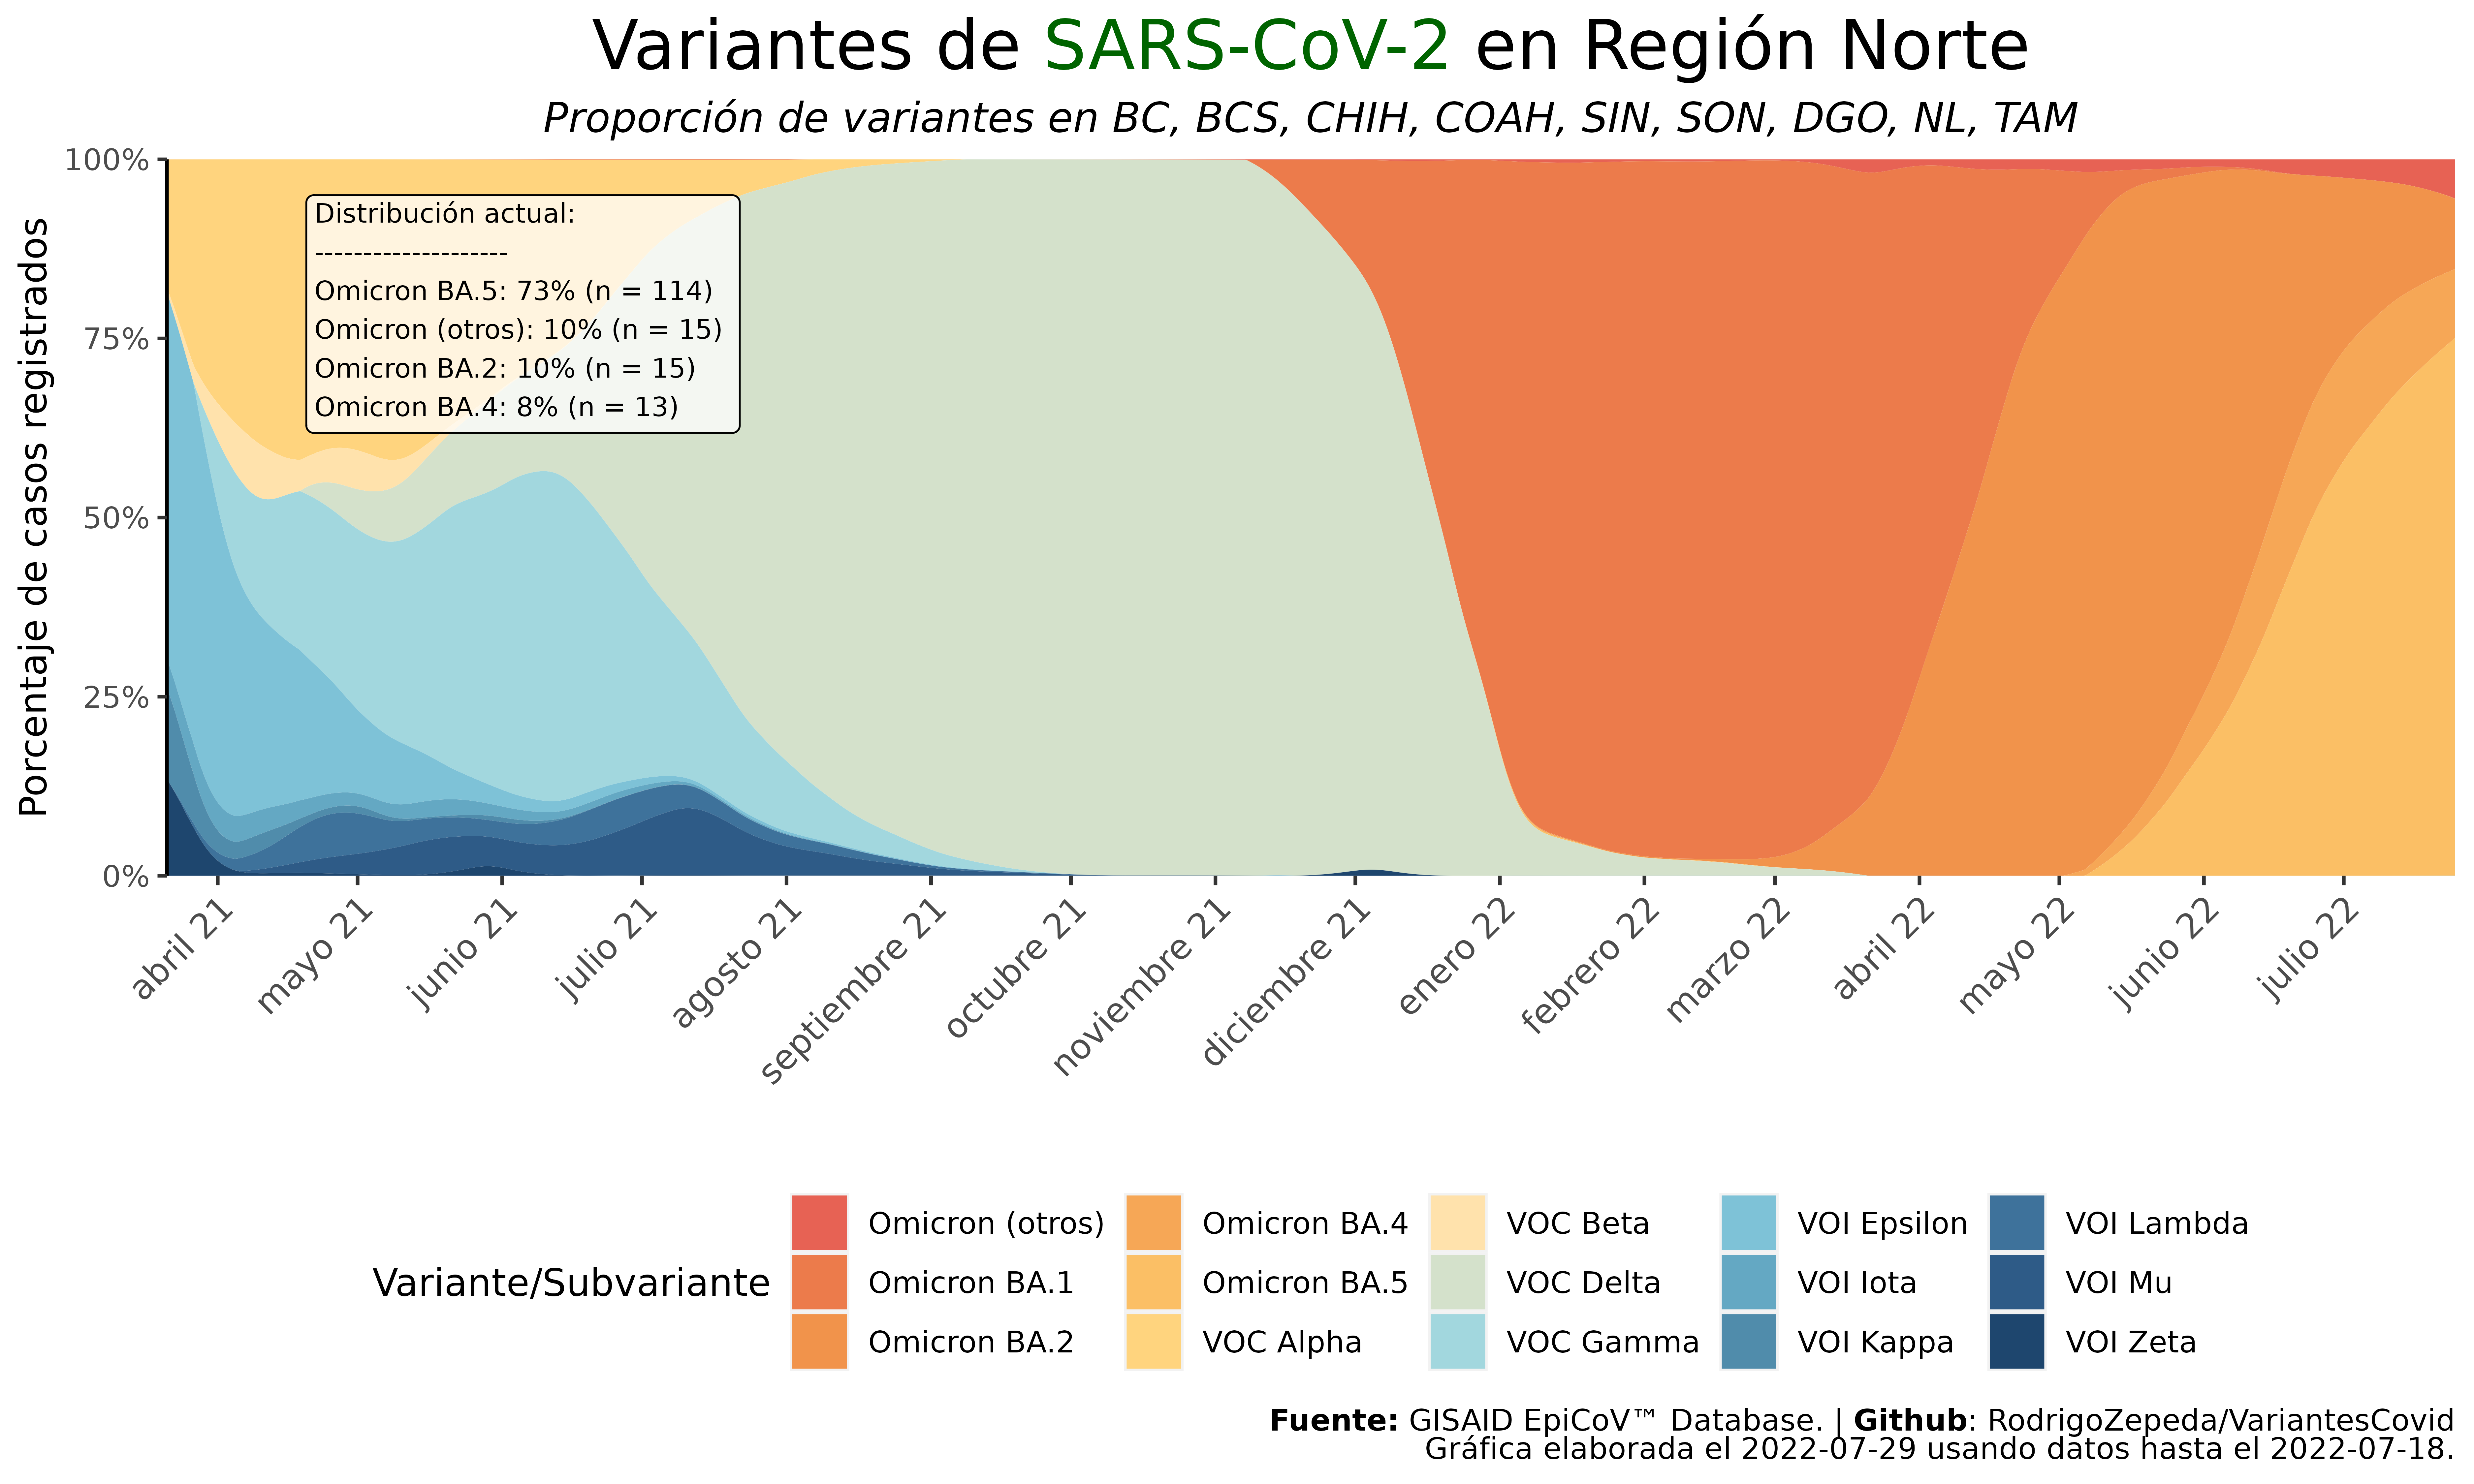 Variantes de SARS-CoV-2 en Región Norte
Proporción de variantes en BC, BCS, CHIH, COAH, SIN, SON, DGO, NL, TAM
Porcentaje de casos registrados
100%
75%
50%
25%
0%
Distribución actual:
---------------------
Omicron BA.5: 73% (n = 114)
Omicron (otros): 10% (n = 15)
Omicron BA.2: 10% (n = 15)
Omicron BA.4: 8% (n = 13)
abril 21
mayo 21
junio 21
julio 21
agosto 21
septiembre 21
octubre 21
noviembre 21
diciembre 21
enero 22
febrero 22
marzo 22
abril 22
mayo 22
junio 22
julio 22
Variante/Subvariante
Omicron (otros)
Omicron BA.1
Omicron BA.2
Omicron BA.4
Omicron BA.5
VOC Alpha
VOC Beta
VOC Delta
VOC Gamma
VOI Epsilon
VOI Iota
VOI Kappa
VOI Lambda
VOI Mu
VOI Zeta
Fuente: GISAID EpiCoV™ Database. | Github: RodrigoZepeda/VariantesCovid
Gráfica elaborada el 2022-07-29 usando datos hasta el 2022-07-18.